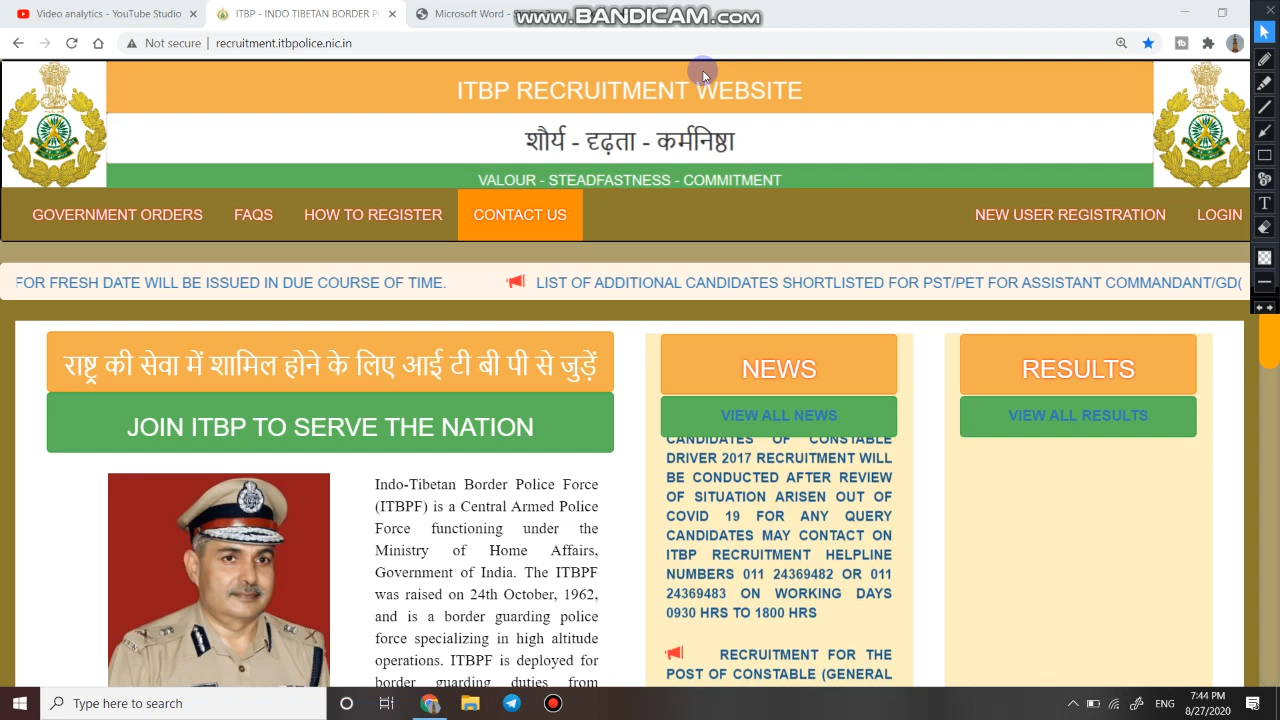 Video analytics - YouTube Studio
ITBP - INDO TIBETAN BORDER P
Microsoft Word -
www.BANDICAM.com
Not secure | recruitment.itbpolice.nic.in
ITBP RECRUITMENT WEBSITE
शौर्य - दृढ़ता - कर्मनिष्ठा
VALOUR - STEADFASTNESS - COMMITMENT
GOVERNMENT ORDERS FAQS HOW TO REGISTER CONTACT US NEW USER REGISTRATION LOGIN
FOR FRESH DATE WILL BE ISSUED IN DUE COURSE OF TIME. LIST OF ADDITIONAL CANDIDATES SHORTLISTED FOR PST/PET FOR ASSISTANT COMMANDANT/GD(
राष्ट्र की सेवा में शामिल होने के लिए आई टी बी पी से जुड़ें
JOIN ITBP TO SERVE THE NATION
Indo-Tibetan Border Police Force
(ITBPF) is a Central Armed Police
Force functioning under the
Ministry of Home Affairs,
Government of India. The ITBPF
was raised on 24th October, 1962,
and is a border guarding police
force specializing in high altitude
operations. ITBPF is deployed for
border guarding duties from
NEWS
VIEW ALL NEWS
CANDIDATES OF CONSTABLE
DRIVER 2017 RECRUITMENT WILL
BE CONDUCTED AFTER REVIEW
OF SITUATION ARISEN OUT OF
COVID 19 FOR ANY QUERY
CANDIDATES MAY CONTACT ON
ITBP RECRUITMENT HELPLINE
NUMBERS 011 24369482 OR 011
24369483 ON WORKING DAYS
0930 HRS TO 1800 HRS
RECRUITMENT FOR THE
POST OF CONSTABLE (GENERAL
RESULTS
VIEW ALL RESULTS
Type here to search
ENG
7:44 PM
8/27/2020